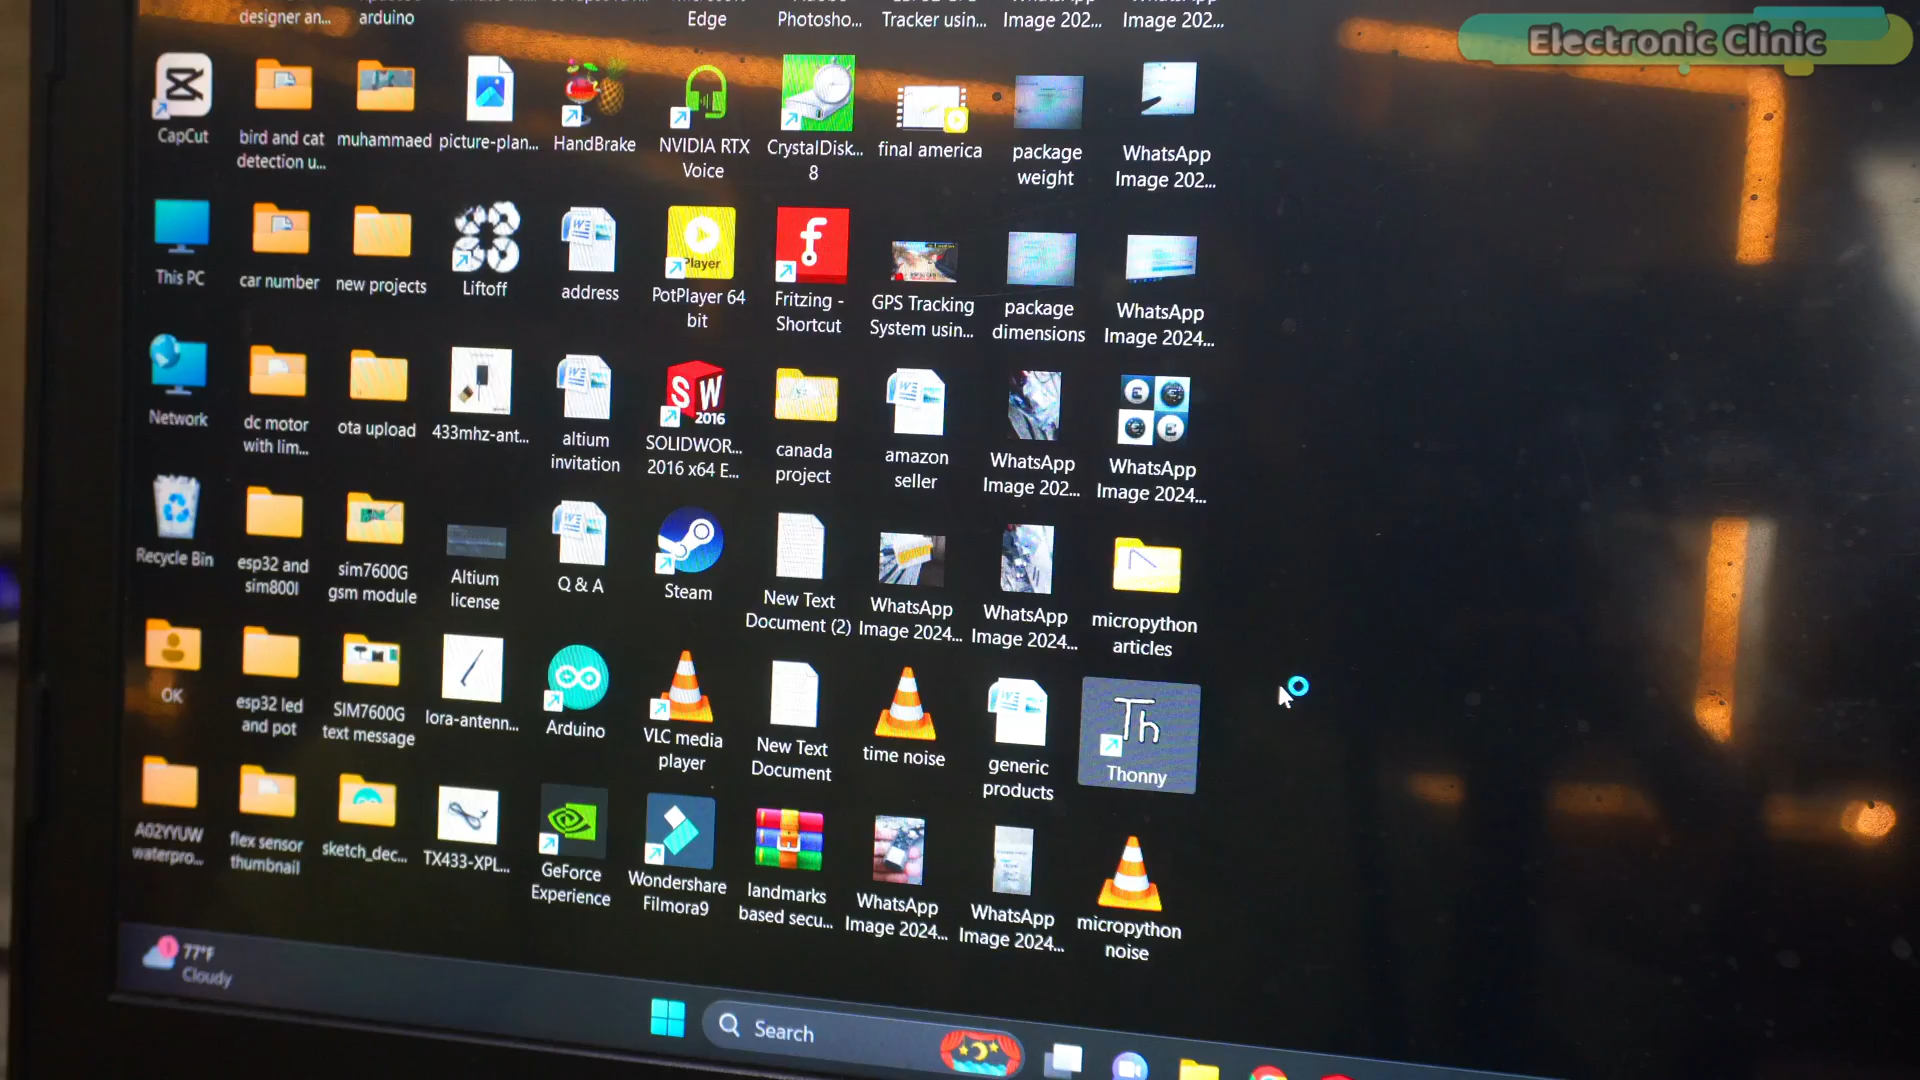 Electronic Clinic
designer an...
arduino
Microsoft
Edge
Photosho...
Tracker usin...
WhatsApp
Image 202...
WhatsApp
Image 202...
CapCut
bird and cat
detection u...
muhammaed
picture-plan...
HandBrake
NVIDIA RTX
Voice
CrystalDisk...
8
final america
package
weight
WhatsApp
Image 202...
This PC
car number
new projects
Liftoff
address
Player
PotPlayer 64
bit
Fritzing -
Shortcut
GPS Tracking
System usin...
package
dimensions
WhatsApp
Image 2024...
Network
dc motor
with lim...
ota upload
433mhz-ant...
altium
invitation
SW
2016
SOLIDWOR...
2016 x64 E...
canada
project
amazon
seller
WhatsApp
Image 202...
WhatsApp
Image 2024...
Recycle Bin
esp32 and
sim800l
sim7600G
gsm module
Altium
license
Q & A
Steam
New Text
Document (2)
WhatsApp
Image 2024...
WhatsApp
Image 2024...
micropython
articles
OK
esp32 led
and pot
SIM7600G
text message
lora-antenn...
Arduino
VLC media
player
New Text
Document
time noise
generic
products
Th
Thonny
A02YYUW
waterpro...
flex sensor
thumbnail
sketch_dec...
TX433-XPL...
GeForce
Experience
Wondershare
Filmora9
landmarks
based secu...
WhatsApp
Image 2024...
WhatsApp
Image 2024...
micropython
noise
77°F
Cloudy
Search